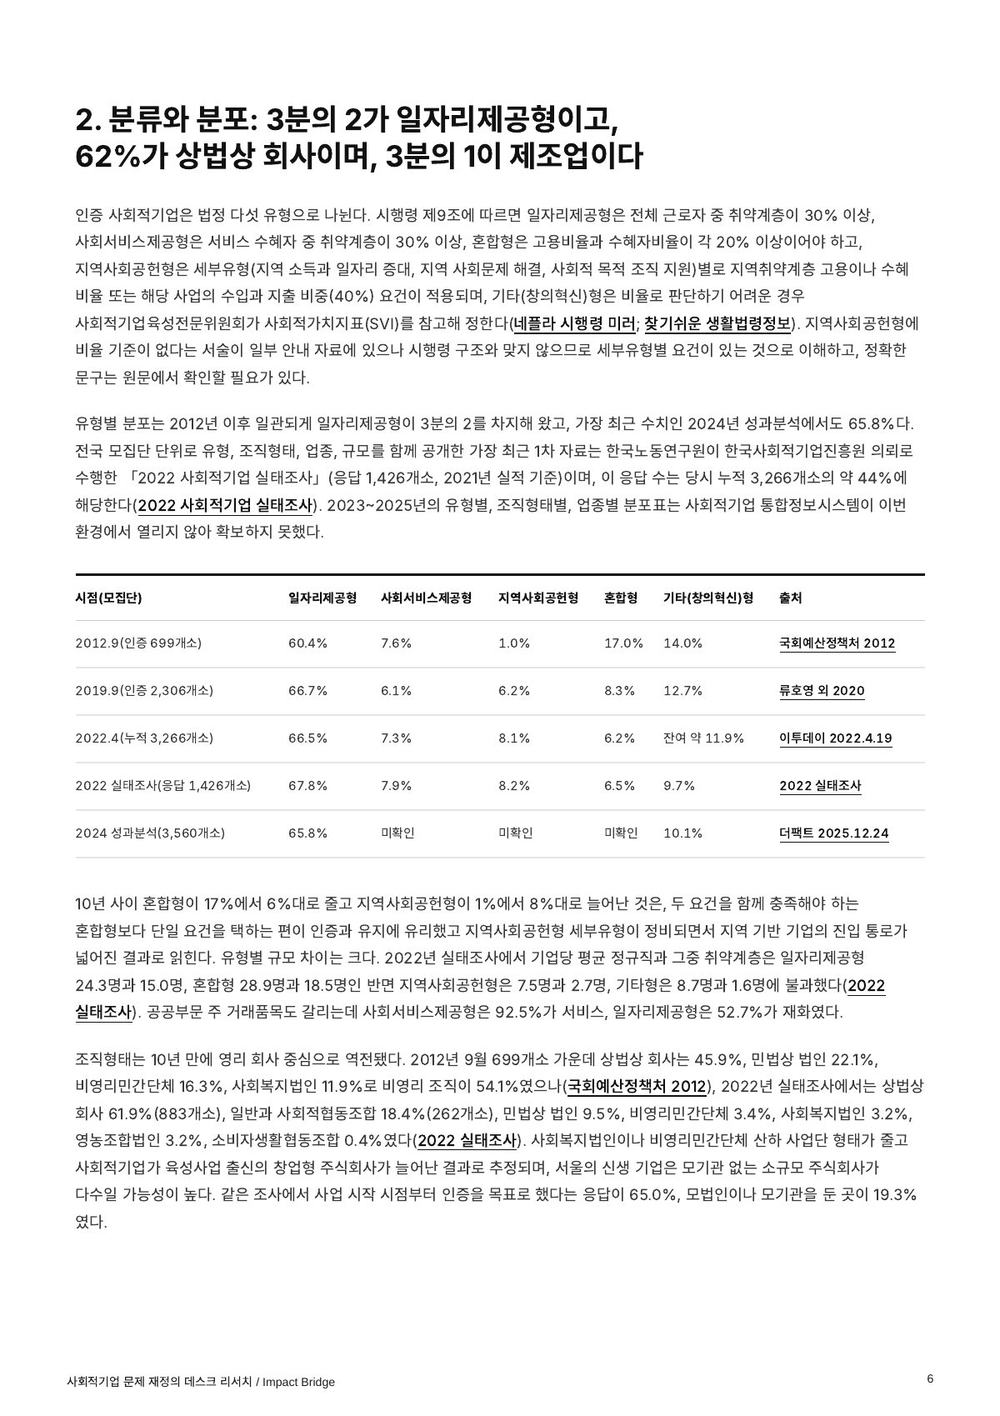 2. 분류와 분포: 3분의 2가 일자리제공형이고,
62%가 상법상 회사이며, 3분의 1이 제조업이다
인증 사회적기업은 법정 다섯 유형으로 나뉜다. 시행령 제9조에 따르면 일자리제공형은 전체 근로자 중 취약계층이 30% 이상,
사회서비스제공형은 서비스 수혜자 중 취약계층이 30% 이상, 혼합형은 고용비율과 수혜자비율이 각 20% 이상이어야 하고,
지역사회공헌형은 세부유형(지역 소득과 일자리 증대, 지역 사회문제 해결, 사회적 목적 조직 지원)별로 지역취약계층 고용이나 수혜
비율 또는 해당 사업의 수입과 지출 비중(40%) 요건이 적용되며, 기타(창의혁신)형은 비율로 판단하기 어려운 경우
사회적기업육성전문위원회가 사회적가치지표(SVI)를 참고해 정한다(네플라 시행령 미러; 찾기쉬운 생활법령정보). 지역사회공헌형에
비율 기준이 없다는 서술이 일부 안내 자료에 있으나 시행령 구조와 맞지 않으므로 세부유형별 요건이 있는 것으로 이해하고, 정확한
문구는 원문에서 확인할 필요가 있다.
유형별 분포는 2012년 이후 일관되게 일자리제공형이 3분의 2를 차지해 왔고, 가장 최근 수치인 2024년 성과분석에서도 65.8%다.
전국 모집단 단위로 유형, 조직형태, 업종, 규모를 함께 공개한 가장 최근 1차 자료는 한국노동연구원이 한국사회적기업진흥원 의뢰로
수행한 「2022 사회적기업 실태조사」(응답 1,426개소, 2021년 실적 기준)이며, 이 응답 수는 당시 누적 3,266개소의 약 44%에
해당한다(2022 사회적기업 실태조사). 2023~2025년의 유형별, 조직형태별, 업종별 분포표는 사회적기업 통합정보시스템이 이번
환경에서 열리지 않아 확보하지 못했다.
시점(모집단) 일자리제공형 사회서비스제공형 지역사회공헌형 혼합형 기타(창의혁신)형 출처
2012.9(인증 699개소) 60.4% 7.6% 1.0% 17.0% 14.0% 국회예산정책처 2012
2019.9(인증 2,306개소) 66.7% 6.1% 6.2% 8.3% 12.7% 류호영 외 2020
2022.4(누적 3,266개소) 66.5% 7.3% 8.1% 6.2% 잔여 약 11.9% 이투데이 2022.4.19
2022 실태조사(응답 1,426개소) 67.8% 7.9% 8.2% 6.5% 9.7% 2022 실태조사
2024 성과분석(3,560개소) 65.8% 미확인 미확인 미확인 10.1% 더팩트 2025.12.24
10년 사이 혼합형이 17%에서 6%대로 줄고 지역사회공헌형이 1%에서 8%대로 늘어난 것은, 두 요건을 함께 충족해야 하는
혼합형보다 단일 요건을 택하는 편이 인증과 유지에 유리했고 지역사회공헌형 세부유형이 정비되면서 지역 기반 기업의 진입 통로가
넓어진 결과로 읽힌다. 유형별 규모 차이는 크다. 2022년 실태조사에서 기업당 평균 정규직과 그중 취약계층은 일자리제공형
24.3명과 15.0명, 혼합형 28.9명과 18.5명인 반면 지역사회공헌형은 7.5명과 2.7명, 기타형은 8.7명과 1.6명에 불과했다(2022
실태조사). 공공부문 주 거래품목도 갈리는데 사회서비스제공형은 92.5%가 서비스, 일자리제공형은 52.7%가 재화였다.
조직형태는 10년 만에 영리 회사 중심으로 역전됐다. 2012년 9월 699개소 가운데 상법상 회사는 45.9%, 민법상 법인 22.1%,
비영리민간단체 16.3%, 사회복지법인 11.9%로 비영리 조직이 54.1%였으나(국회예산정책처 2012), 2022년 실태조사에서는 상법상
회사 61.9%(883개소), 일반과 사회적협동조합 18.4%(262개소), 민법상 법인 9.5%, 비영리민간단체 3.4%, 사회복지법인 3.2%,
영농조합법인 3.2%, 소비자생활협동조합 0.4%였다(2022 실태조사). 사회복지법인이나 비영리민간단체 산하 사업단 형태가 줄고
사회적기업가 육성사업 출신의 창업형 주식회사가 늘어난 결과로 추정되며, 서울의 신생 기업은 모기관 없는 소규모 주식회사가
다수일 가능성이 높다. 같은 조사에서 사업 시작 시점부터 인증을 목표로 했다는 응답이 65.0%, 모법인이나 모기관을 둔 곳이 19.3%
였다.
사회적기업 문제 재정의 데스크 리서치 / Impact Bridge
6